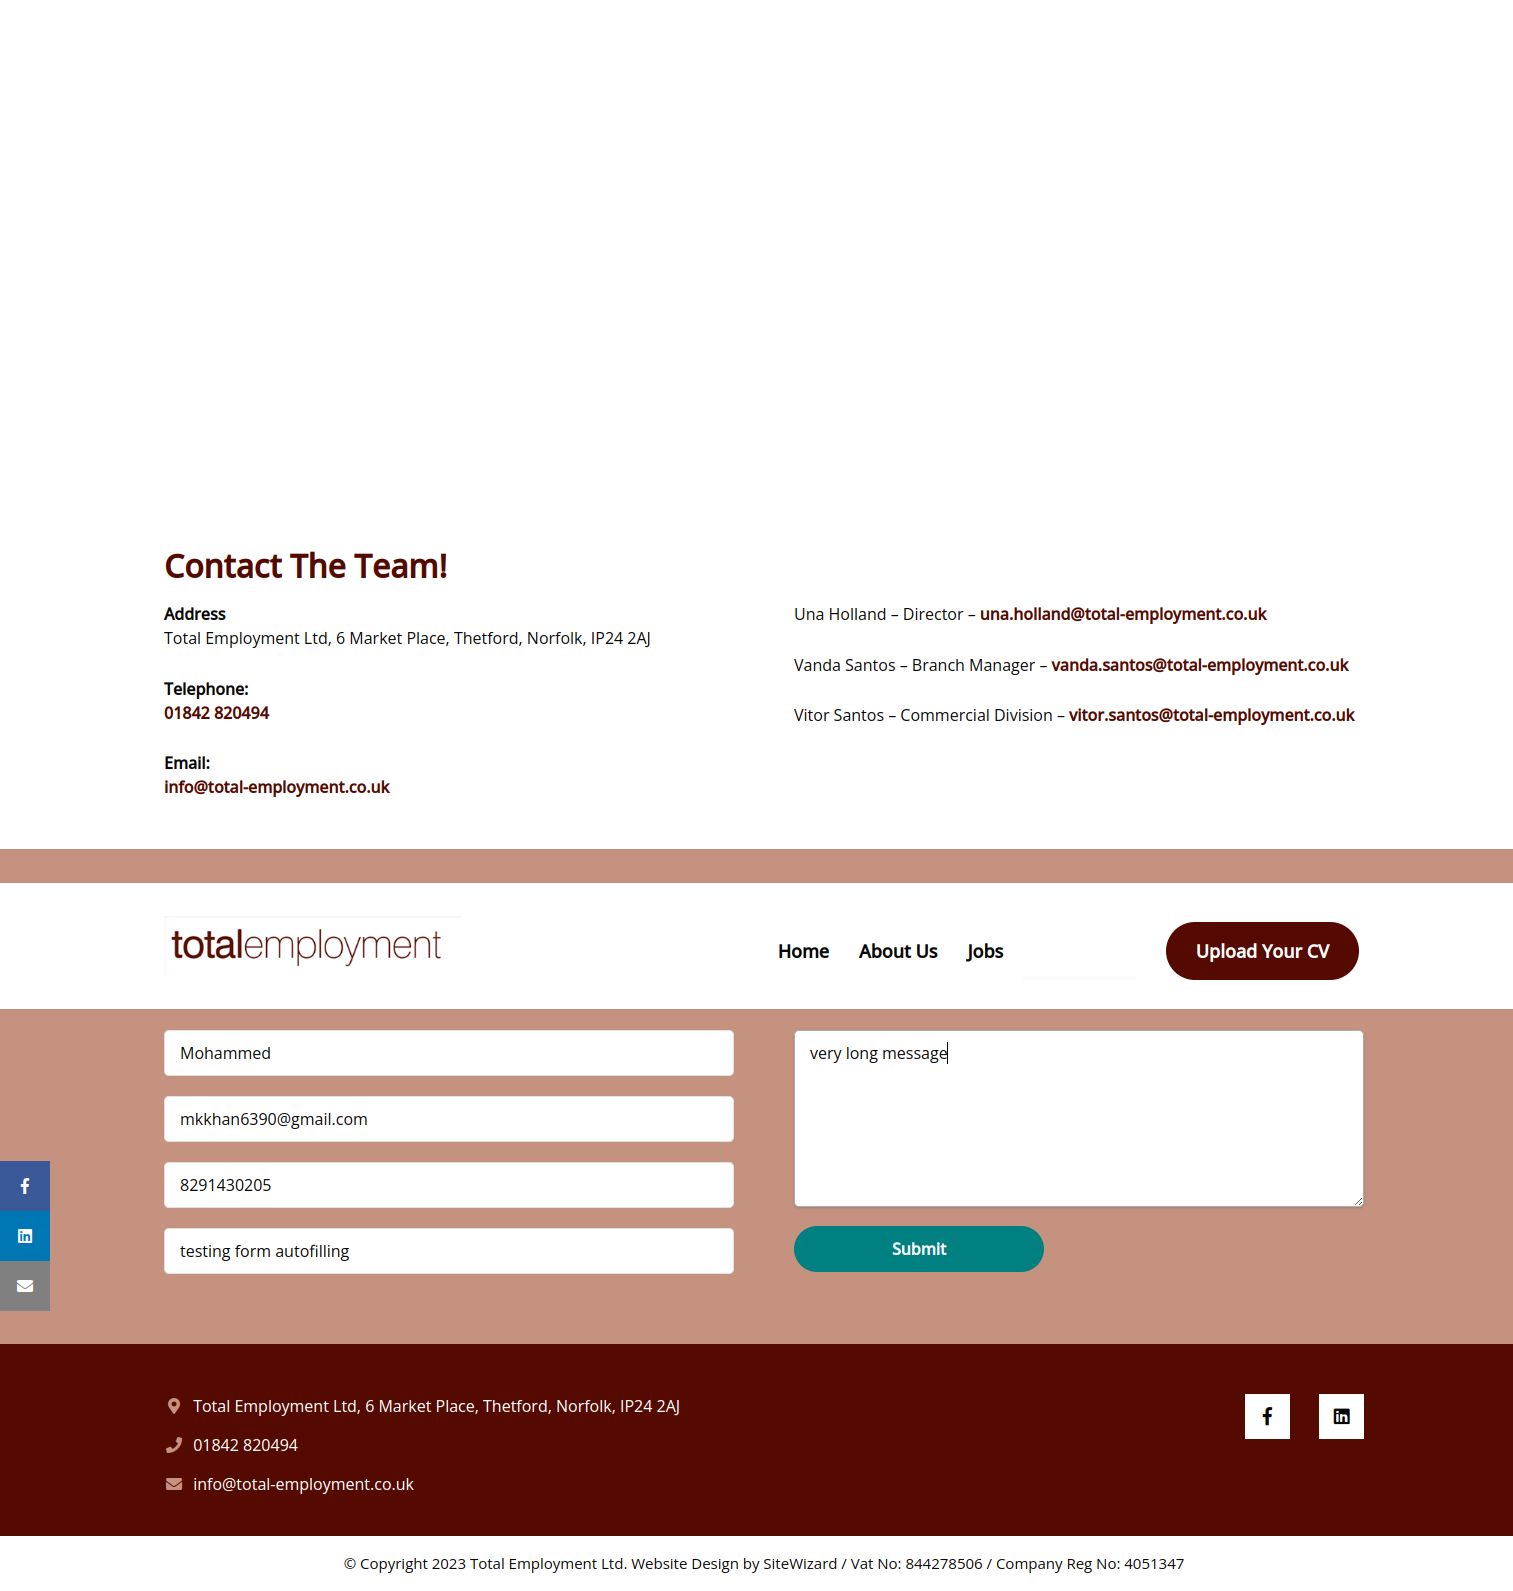 Contact The Team!
Address
Total Employment Ltd, 6 Market Place, Thetford, Norfolk, IP24 2AJ
Telephone:
01842 820494
Email:
info@total-employment.co.uk
Una Holland – Director – una.holland@total-employment.co.uk
Vanda Santos – Branch Manager – vanda.santos@total-employment.co.uk
Vitor Santos – Commercial Division – vitor.santos@total-employment.co.uk
totalemployment
Home
About Us
Jobs
Upload Your CV
Mohammed
mkkhan6390@gmail.com
8291430205
testing form autofilling
very long message
Submit
Total Employment Ltd, 6 Market Place, Thetford, Norfolk, IP24 2AJ
01842 820494
info@total-employment.co.uk
© Copyright 2023 Total Employment Ltd. Website Design by SiteWizard / Vat No: 844278506 / Company Reg No: 4051347